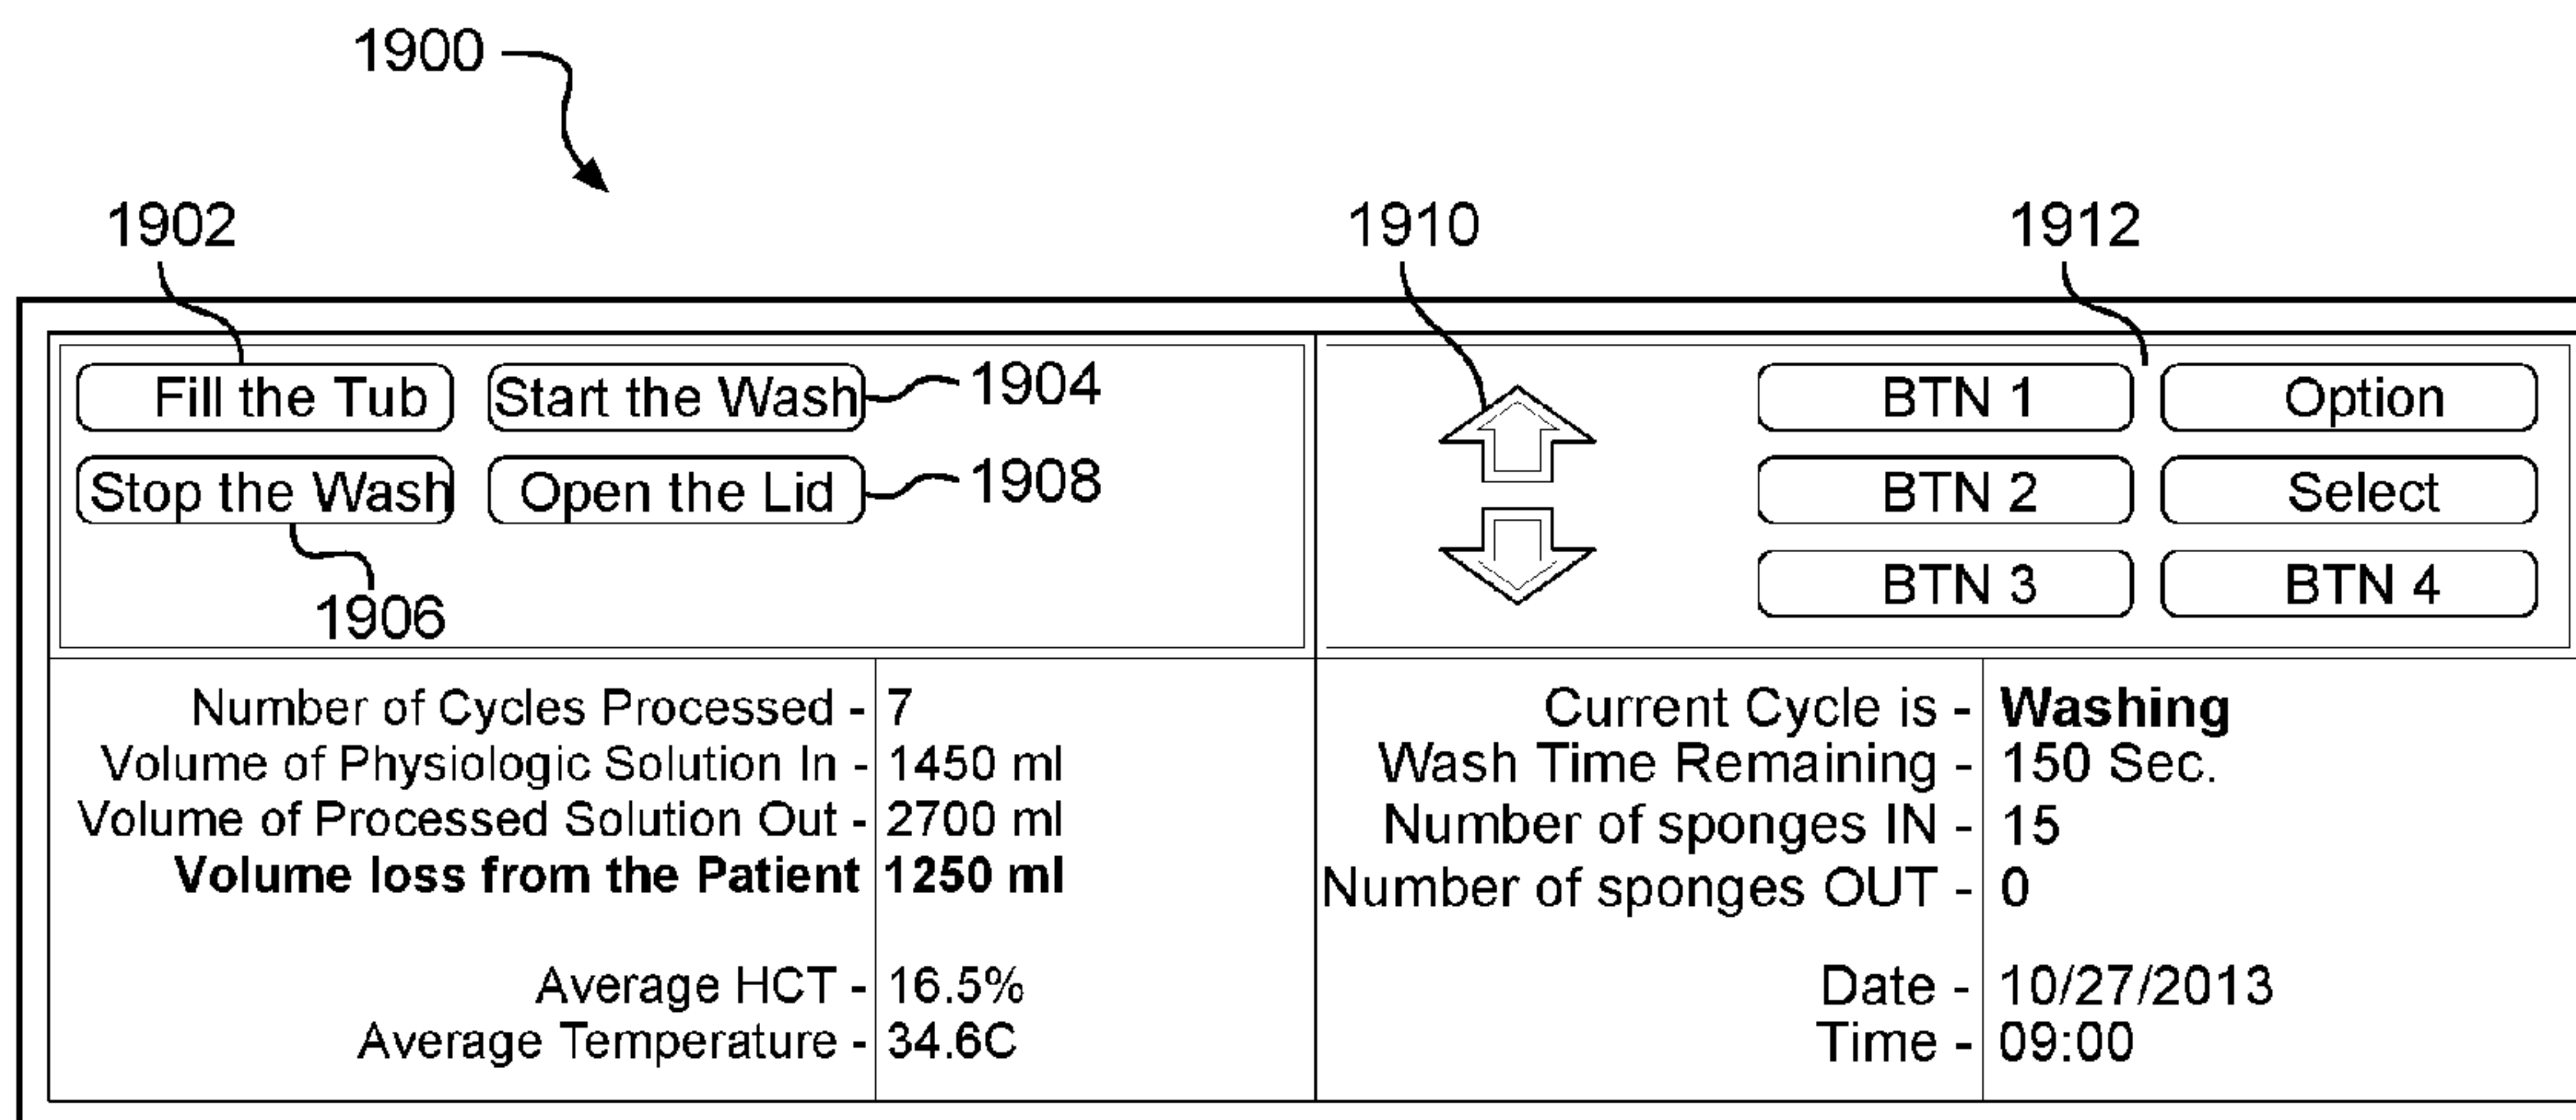 1900
1902
1910
1912
Fill the Tub
Start the Wash
1904
Stop the Wash
Open the Lid
1908
1906
BTN 1
Option
BTN 2
Select
BTN 3
BTN 4
Number of Cycles Processed - 7
Volume of Physiologic Solution In - 1450 ml
Volume of Processed Solution Out - 2700 ml
Volume loss from the Patient 1250 ml
Average HCT - 16.5%
Average Temperature - 34.6C
Current Cycle is - Washing
Wash Time Remaining - 150 Sec.
Number of sponges IN - 15
Number of sponges OUT - 0
Date - 10/27/2013
Time - 09:00